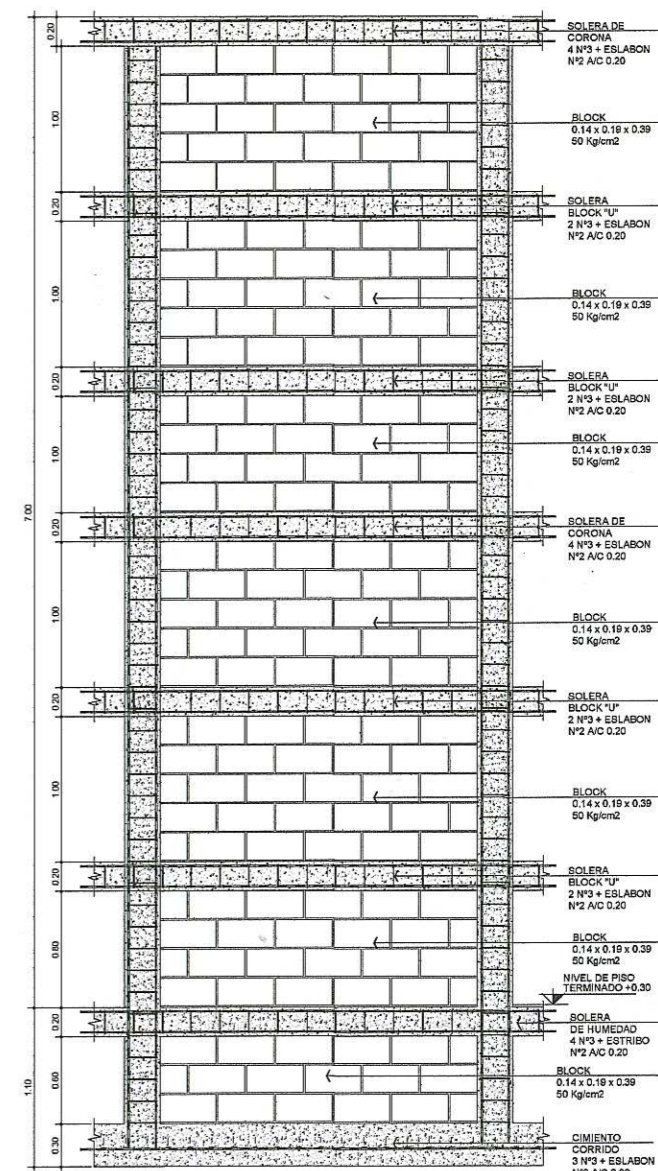 SOLERA DE
CORONA
4 Nº3 + ESLABON
Nº2 A/C 0.20
BLOCK
0.14 x 0.19 x 0.39
50 Kg/cm2
SOLERA
BLOCK "U"
2 Nº3 + ESLABON
Nº2 A/C 0.20
BLOCK
0.14 x 0.19 x 0.39
50 Kg/cm2
SOLERA
BLOCK "U"
2 Nº3 + ESLABON
Nº2 A/C 0.20
BLOCK
0.14 x 0.19 x 0.39
50 Kg/cm2
SOLERA DE
CORONA
4 Nº3 + ESLABON
Nº2 A/C 0.20
BLOCK
0.14 x 0.19 x 0.39
50 Kg/cm2
SOLERA
BLOCK "U"
2 Nº3 + ESLABON
Nº2 A/C 0.20
BLOCK
0.14 x 0.19 x 0.39
50 Kg/cm2
SOLERA
BLOCK "U"
2 Nº3 + ESLABON
Nº2 A/C 0.20
BLOCK
0.14 x 0.19 x 0.39
50 Kg/cm2
NIVEL DE PISO
TERMINADO +0.30
SOLERA
DE HUMEDAD
4 Nº3 + ESTRIBO
Nº2 A/C 0.20
BLOCK
0.14 x 0.19 x 0.39
50 Kg/cm2
CIMIENTO
CORRIDO
3 Nº3 + ESLABON
0.20
1.00
0.20
1.00
0.20
1.00
0.20
1.00
0.20
1.00
0.20
0.80
0.20
0.60
0.30
7.00
1.10